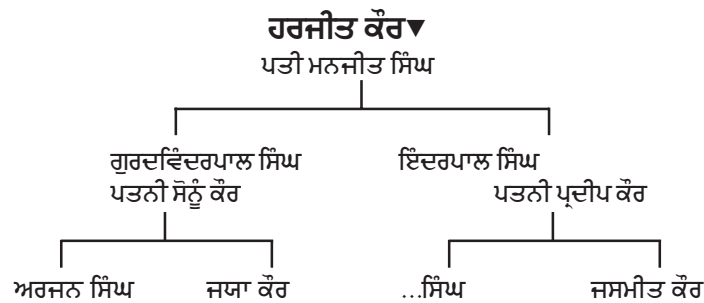 ਹਰਜੀਤ ਕੌਰ▼
ਪਤੀ ਮਨਜੀਤ ਸਿੰਘ
ਗੁਰਦਵਿੰਦਰਪਾਲ ਸਿੰਘ ਇੰਦਰਪਾਲ ਸਿੰਘ
ਪਤਨੀ ਸੋਨੂੰ ਕੌਰ ਪਤਨੀ ਪ੍ਰਦੀਪ ਕੌਰ
ਅਰਜਨ ਸਿੰਘ ਜਯਾ ਕੌਰ ...ਸਿੰਘ ਜਸਮੀਤ ਕੌਰ